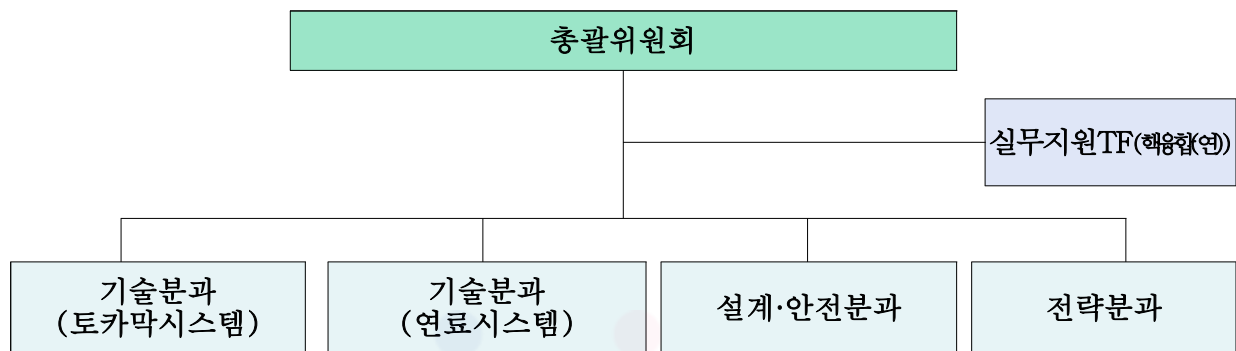 총괄위원회
실무지원TF(핵융합(연))
기술분과
(토카막시스템)
기술분과
(연료시스템)
설계·안전분과
전략분과